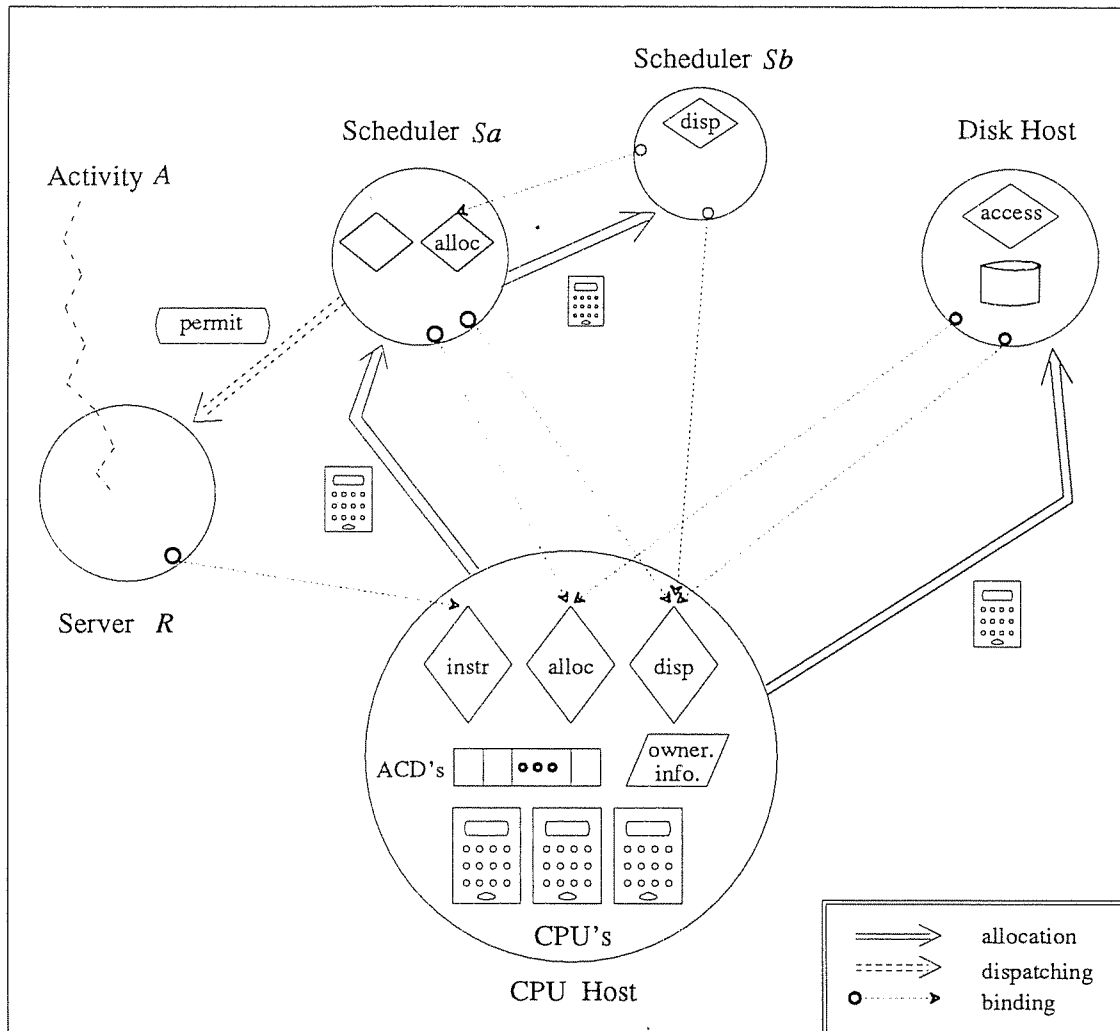 Scheduler Sb
disp
Scheduler Sa
Disk Host
Activity A
access
alloc
permit
Server R
instr
alloc
disp
ACD's
owner.
info.
CPU's
CPU Host
allocation
dispatching
binding